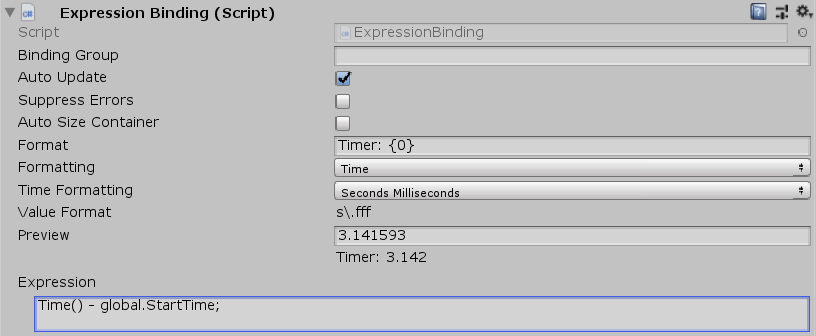 Expression Binding (Script)
Script ExpressionBinding
Binding Group
Auto Update
Suppress Errors
Auto Size Container
Format Timer: {0}
Formatting Time
Time Formatting Seconds Milliseconds
Value Format s\.fff
Preview 3.141593
Timer: 3.142
Expression
Time() - global.StartTime;